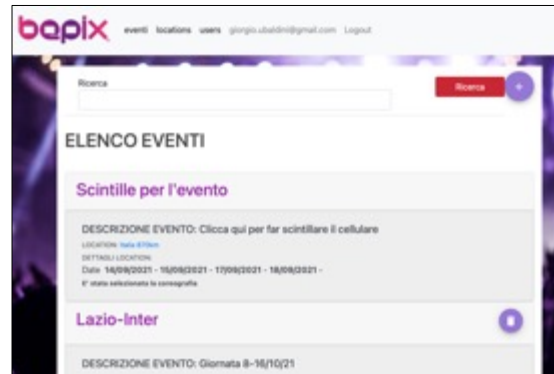 bepix eventi locations users giorgio.ubaldini@gmail.com Logout
Ricerca
Ricerca +
ELENCO EVENTI
Scintille per l'evento
DESCRIZIONE EVENTO: Clicca qui per far scintillare il cellulare
LOCATION: Italia 870km
DETTAGLI LOCATION:
Date 14/09/2021 - 15/09/2021 - 17/09/2021 - 18/09/2021 -
E' stata selezionata la coreografia
Lazio-Inter
DESCRIZIONE EVENTO: Giornata 8-16/10/21